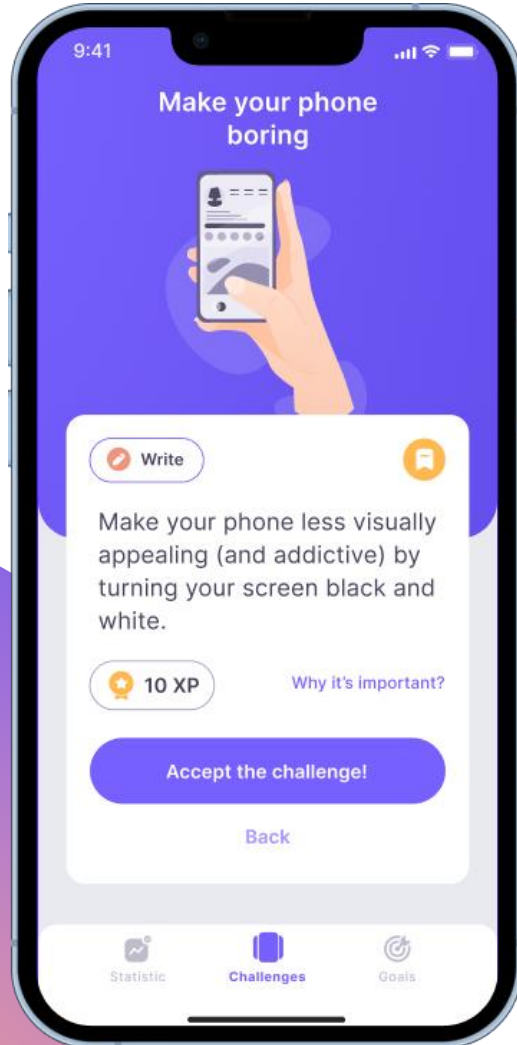 9:41
Make your phone
boring
Write
Make your phone less visually
appealing (and addictive) by
turning your screen black and
white.
10 XP
Why it's important?
Accept the challenge!
Back
Statistic
Challenges
Goals